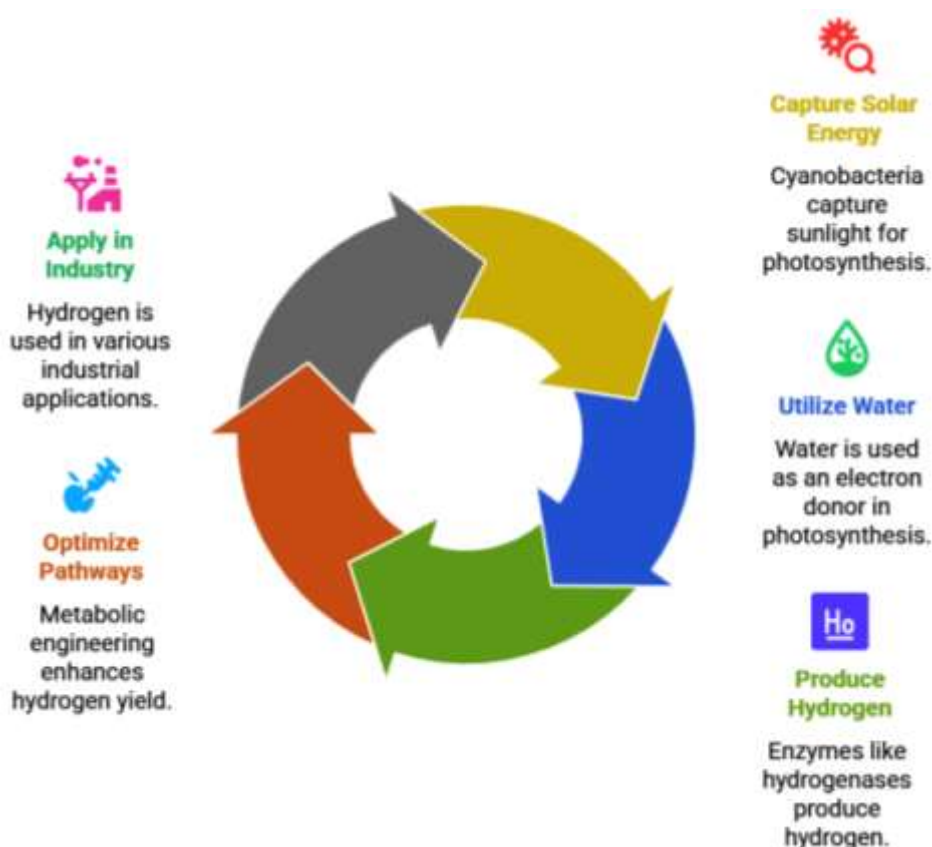 Capture Solar
Energy
Cyanobacteria
capture
sunlight for
photosynthesis.
Utilize Water
Water is used
as an electron
donor in
photosynthesis.
Ho
Produce
Hydrogen
Enzymes like
hydrogenases
produce
hydrogen.
Optimize
Pathways
Metabolic
engineering
enhances
hydrogen yield.
Apply in
Industry
Hydrogen is
used in various
industrial
applications.